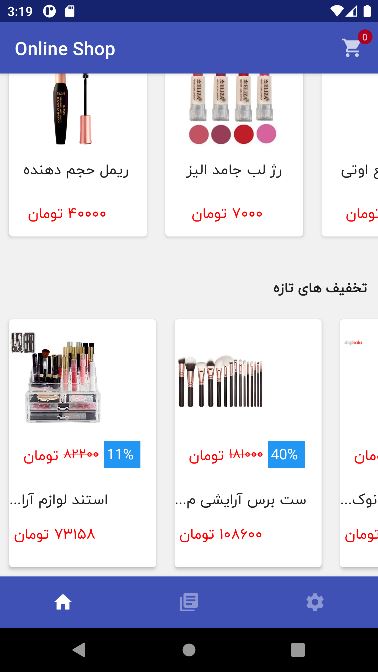 3:19
Online Shop
0
ریمل حجم دهنده
رژ لب جامد الیز
ع اوتی
۴۰۰۰۰ تومان
۷۰۰۰ تومان
تومان
تخفیف های تازه
۸۲۲۰۰ تومان
11%
۱۸۱۰۰۰ تومان
40%
استند لوازم آرا...
ست برس آرایشی م...
نوک...
۷۳۱۵۸ تومان
۱۰۸۶۰۰ تومان
تومان